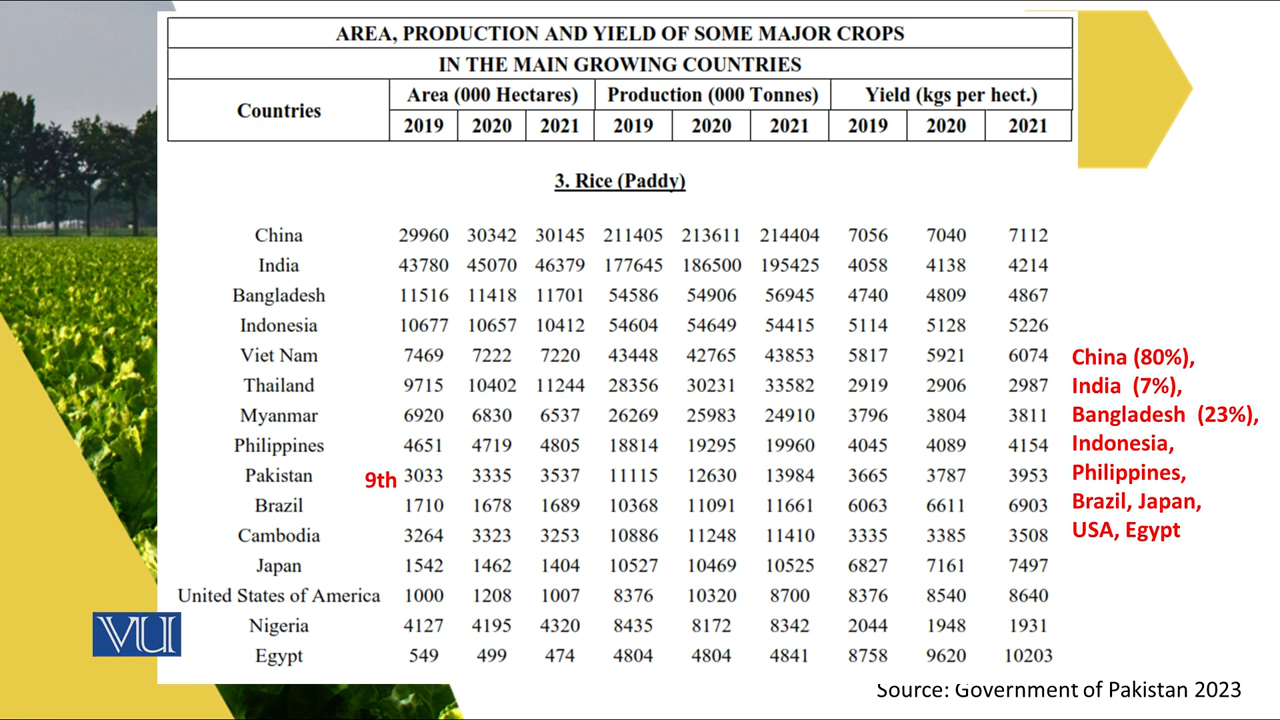 AREA, PRODUCTION AND YIELD OF SOME MAJOR CROPS
IN THE MAIN GROWING COUNTRIES
Countries Area (000 Hectares) Production (000 Tonnes) Yield (kgs per hect.)
2019 2020 2021 2019 2020 2021 2019 2020 2021
3. Rice (Paddy)
China 29960 30342 30145 211405 213611 214404 7056 7040 7112
India 43780 45070 46379 177645 186500 195425 4058 4138 4214
Bangladesh 11516 11418 11701 54586 54906 56945 4740 4809 4867
Indonesia 10677 10657 10412 54604 54649 54415 5114 5128 5226
Viet Nam 7469 7222 7220 43448 42765 43853 5817 5921 6074
Thailand 9715 10402 11244 28356 30231 33582 2919 2906 2987
Myanmar 6920 6830 6537 26269 25983 24910 3796 3804 3811
Philippines 4651 4719 4805 18814 19295 19960 4045 4089 4154
Pakistan 9th 3033 3335 3537 11115 12630 13984 3665 3787 3953
Brazil 1710 1678 1689 10368 11091 11661 6063 6611 6903
Cambodia 3264 3323 3253 10886 11248 11410 3335 3385 3508
Japan 1542 1462 1404 10527 10469 10525 6827 7161 7497
United States of America 1000 1208 1007 8376 10320 8700 8376 8540 8640
Nigeria 4127 4195 4320 8435 8172 8342 2044 1948 1931
Egypt 549 499 474 4804 4804 4841 8758 9620 10203
China (80%),
India (7%),
Bangladesh (23%),
Indonesia,
Philippines,
Brazil, Japan,
USA, Egypt
VU
Source: Government of Pakistan 2023